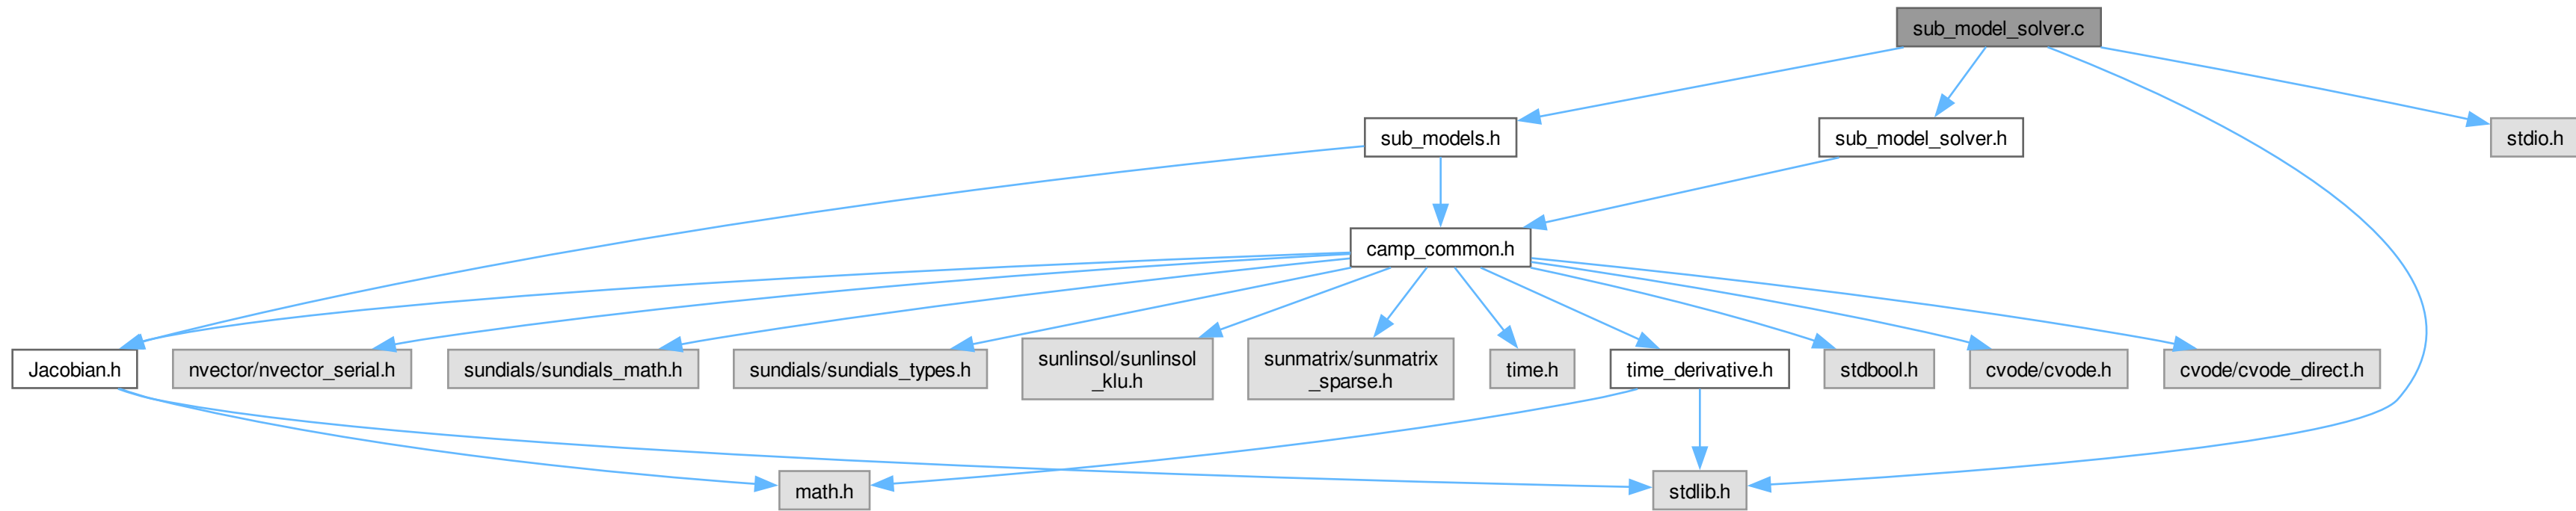 sub_model_solver.c
sub_models.h
sub_model_solver.h
stdio.h
camp_common.h
Jacobian.h
nvector/nvector_serial.h
sundials/sundials_math.h
sundials/sundials_types.h
sunlinsol/sunlinsol
_klu.h
sunmatrix/sunmatrix
_sparse.h
time.h
time_derivative.h
stdbool.h
cvode/cvode.h
cvode/cvode_direct.h
math.h
stdlib.h